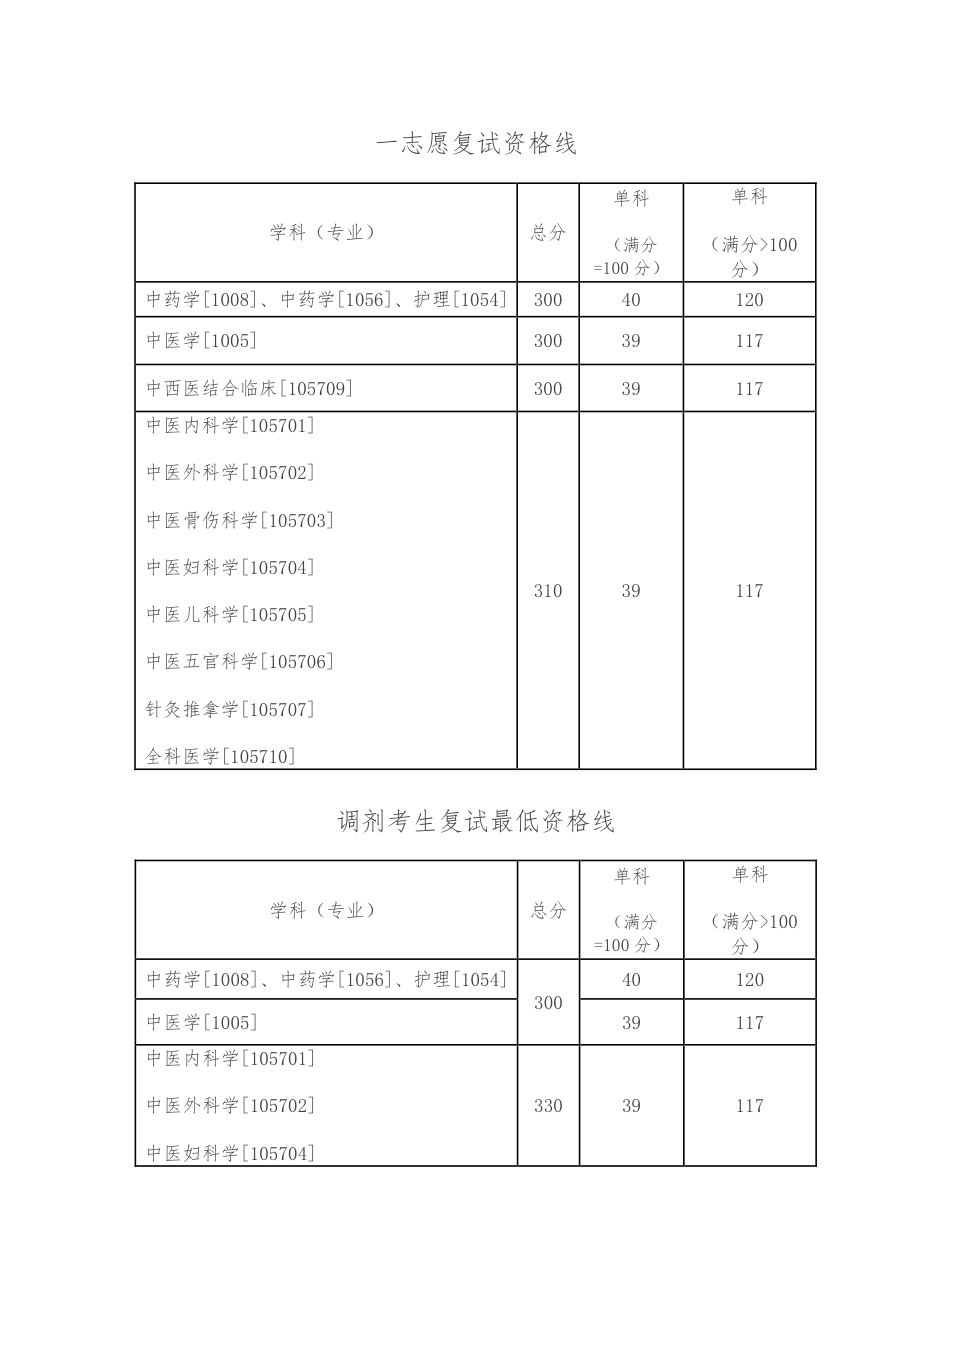 一志愿复试资格线
学科（专业） 总分 单科 单科
（满分 （满分>100
=100 分） 分）
中药学[1008]、中药学[1056]、护理[1054] 300 40 120
中医学[1005] 300 39 117
中西医结合临床[105709] 300 39 117
中医内科学[105701]
中医外科学[105702]
中医骨伤科学[105703]
中医妇科学[105704]
310 39 117
中医儿科学[105705]
中医五官科学[105706]
针灸推拿学[105707]
全科医学[105710]
调剂考生复试最低资格线
学科（专业） 总分 单科 单科
（满分 （满分>100
=100 分） 分）
中药学[1008]、中药学[1056]、护理[1054] 40 120
300
中医学[1005] 39 117
中医内科学[105701]
中医外科学[105702] 330 39 117
中医妇科学[105704]